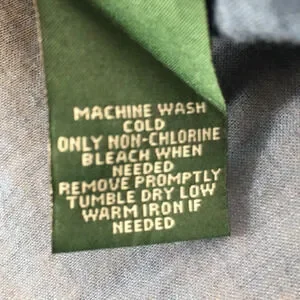 MACHINE WASH
COLD
ONLY NON-CHLORINE
BLEACH WHEN
NEEDED
REMOVE PROMPTLY
TUMBLE DRY LOW
WARM IRON IF
NEEDED